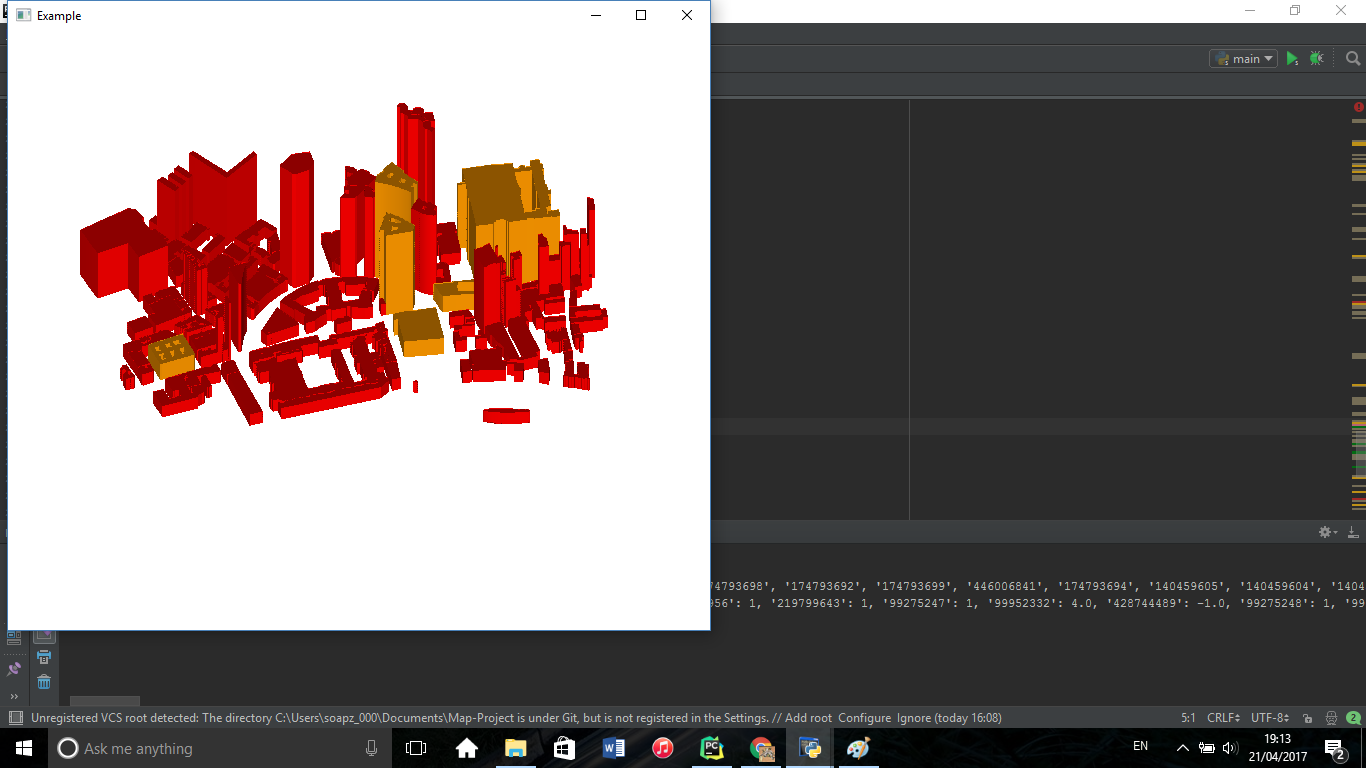 Example
main
74793698', '174793692', '174793699', '446006841', '174793694', '140459605', '140459604', '1404
956': 1, '219799643': 1, '99275247': 1, '99952332': 4.0, '428744489': -1.0, '99275248': 1, '99
Unregistered VCS root detected: The directory C:\Users\soapz_000\Documents\Map-Project is under Git, but is not registered in the Settings. // Add root  Configure  Ignore (today 16:08) 5:1 CRLF UTF-8 2
Ask me anything W PC EN 19:13
21/04/2017 2